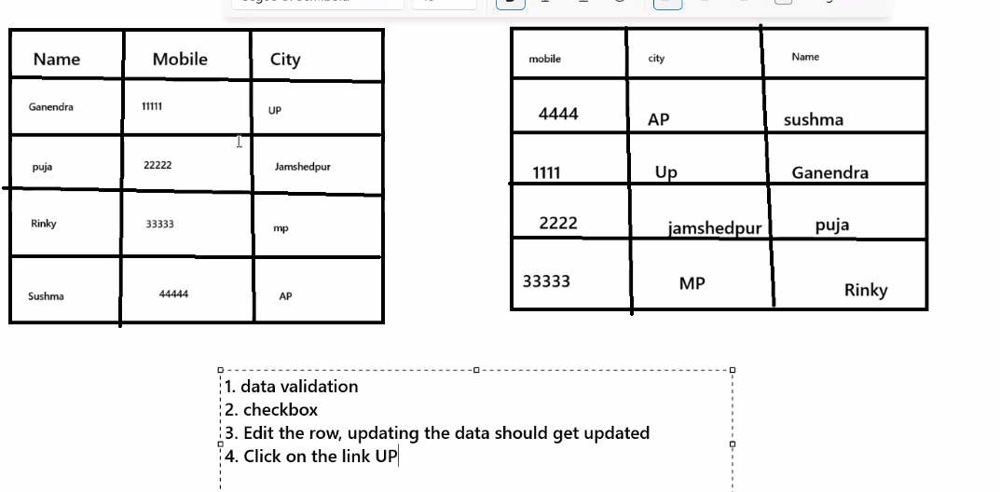 Name Mobile City
Ganendra 11111 UP
puja 22222 Jamshedpur
Rinky 33333 mp
Sushma 44444 AP
mobile city Name
4444 AP sushma
1111 Up Ganendra
2222 jamshedpur puja
33333 MP Rinky
1. data validation
2. checkbox
3. Edit the row, updating the data should get updated
4. Click on the link UP